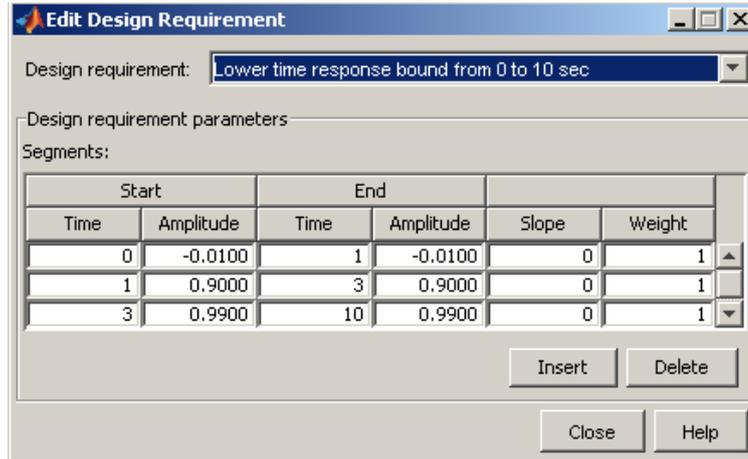 Edit Design Requirement
Design requirement: Lower time response bound from 0 to 10 sec
Design requirement parameters
Segments:
Start End
Time Amplitude Time Amplitude Slope Weight
0 -0.0100 1 -0.0100 0 1
1 0.9000 3 0.9000 0 1
3 0.9900 10 0.9900 0 1
Insert Delete
Close Help